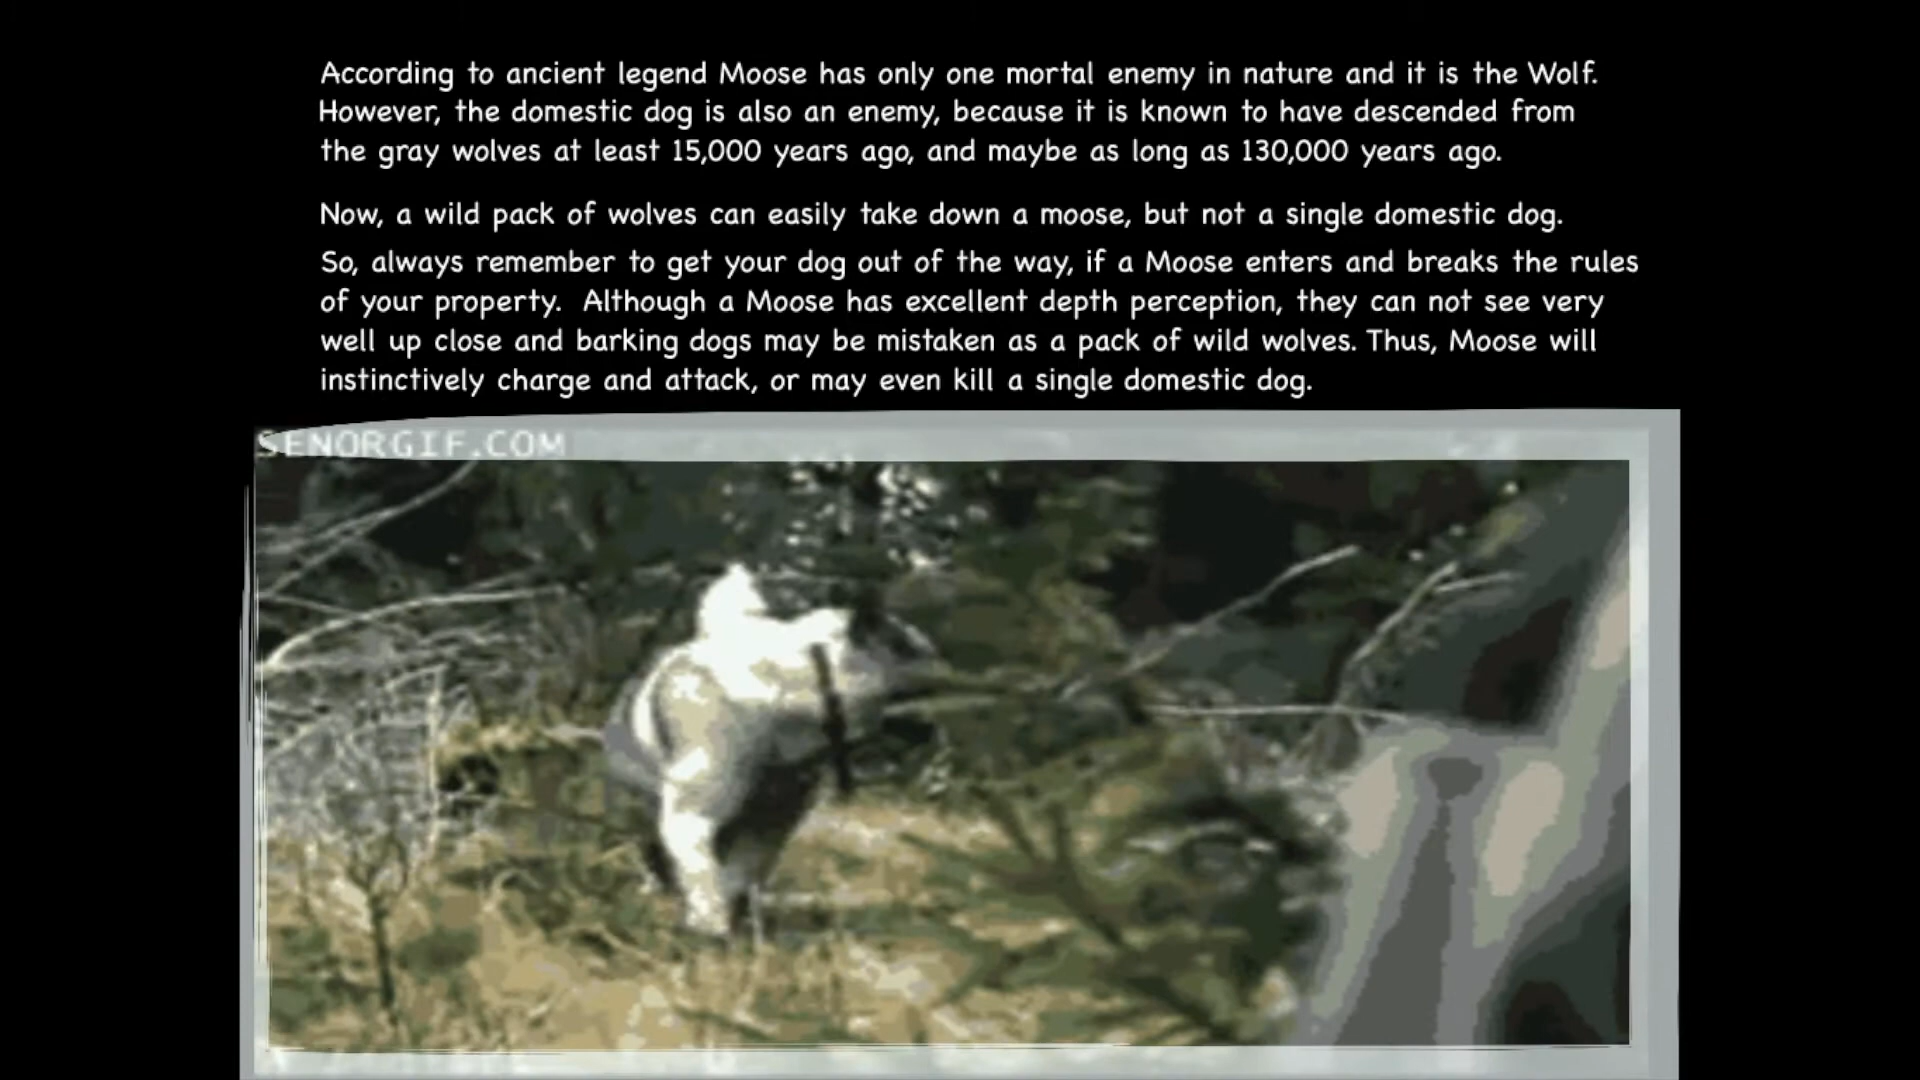 According to ancient legend Moose has only one mortal enemy in nature and it is the Wolf.
However, the domestic dog is also an enemy, because it is known to have descended from
the gray wolves at least 15,000 years ago, and maybe as long as 130,000 years ago.
Now, a wild pack of wolves can easily take down a moose, but not a single domestic dog.
So, always remember to get your dog out of the way, if a Moose enters and breaks the rules
of your property.  Although a Moose has excellent depth perception, they can not see very
well up close and barking dogs may be mistaken as a pack of wild wolves. Thus, Moose will
instinctively charge and attack, or may even kill a single domestic dog.
SENORGIF.COM